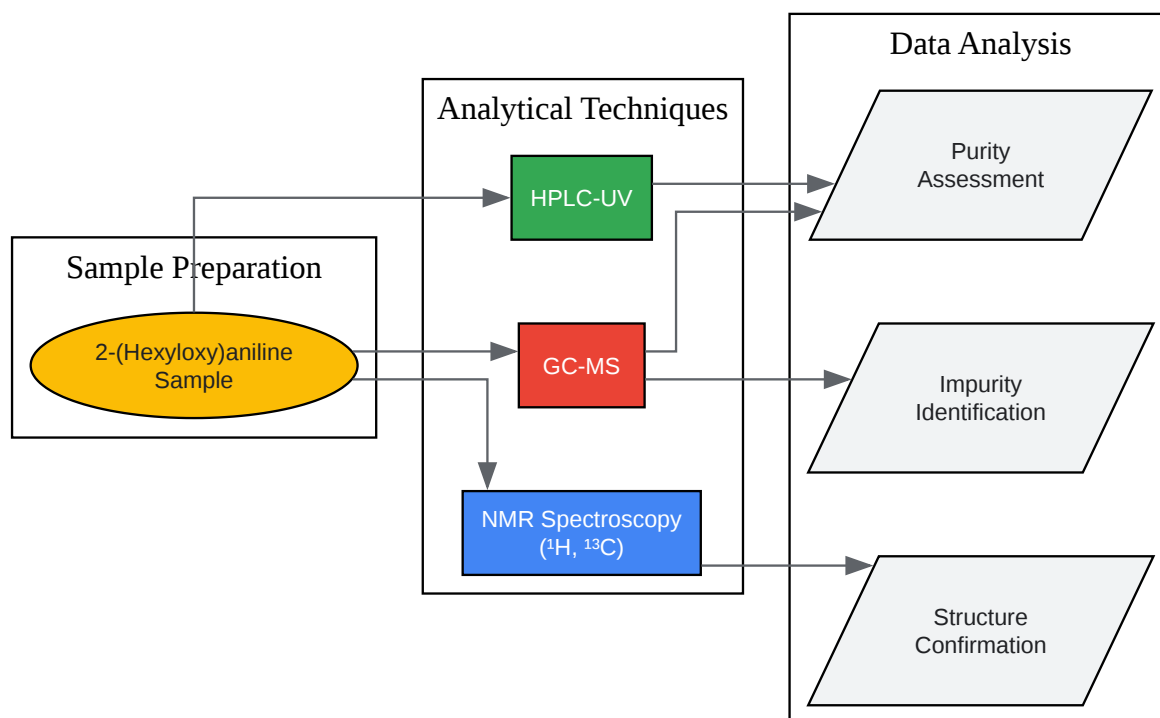 Sample Preparation
2-(Hexyloxy)aniline
Sample
Analytical Techniques
HPLC-UV
GC-MS
NMR Spectroscopy
(¹H, ¹³C)
Data Analysis
Purity
Assessment
Impurity
Identification
Structure
Confirmation